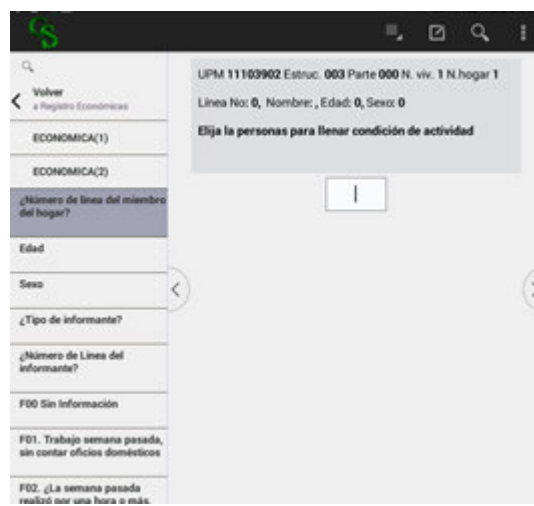 CS
UPM 11103902 Estruc. 003 Parte 000 N. viv. 1 N.hogar 1
Línea No: 0, Nombre: , Edad: 0, Sexo: 0
Elija la personas para llenar condición de actividad
Volver
a Registro Económicas
ECONOMICA(1)
ECONOMICA(2)
¿Número de línea del miembro
del hogar?
Edad
Sexo
¿Tipo de informante?
¿Número de Línea del
informante?
F00 Sin Información
F01. Trabajo semana pasada,
sin contar oficios domésticos
F02. ¿La semana pasada
realizó por una hora o más,